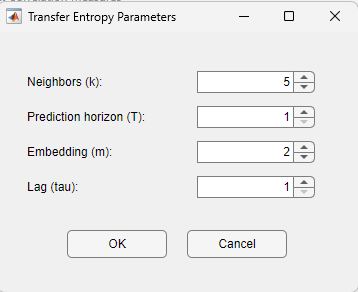 Transfer Entropy Parameters
Neighbors (k): 5
Prediction horizon (T): 1
Embedding (m): 2
Lag (tau): 1
OK Cancel